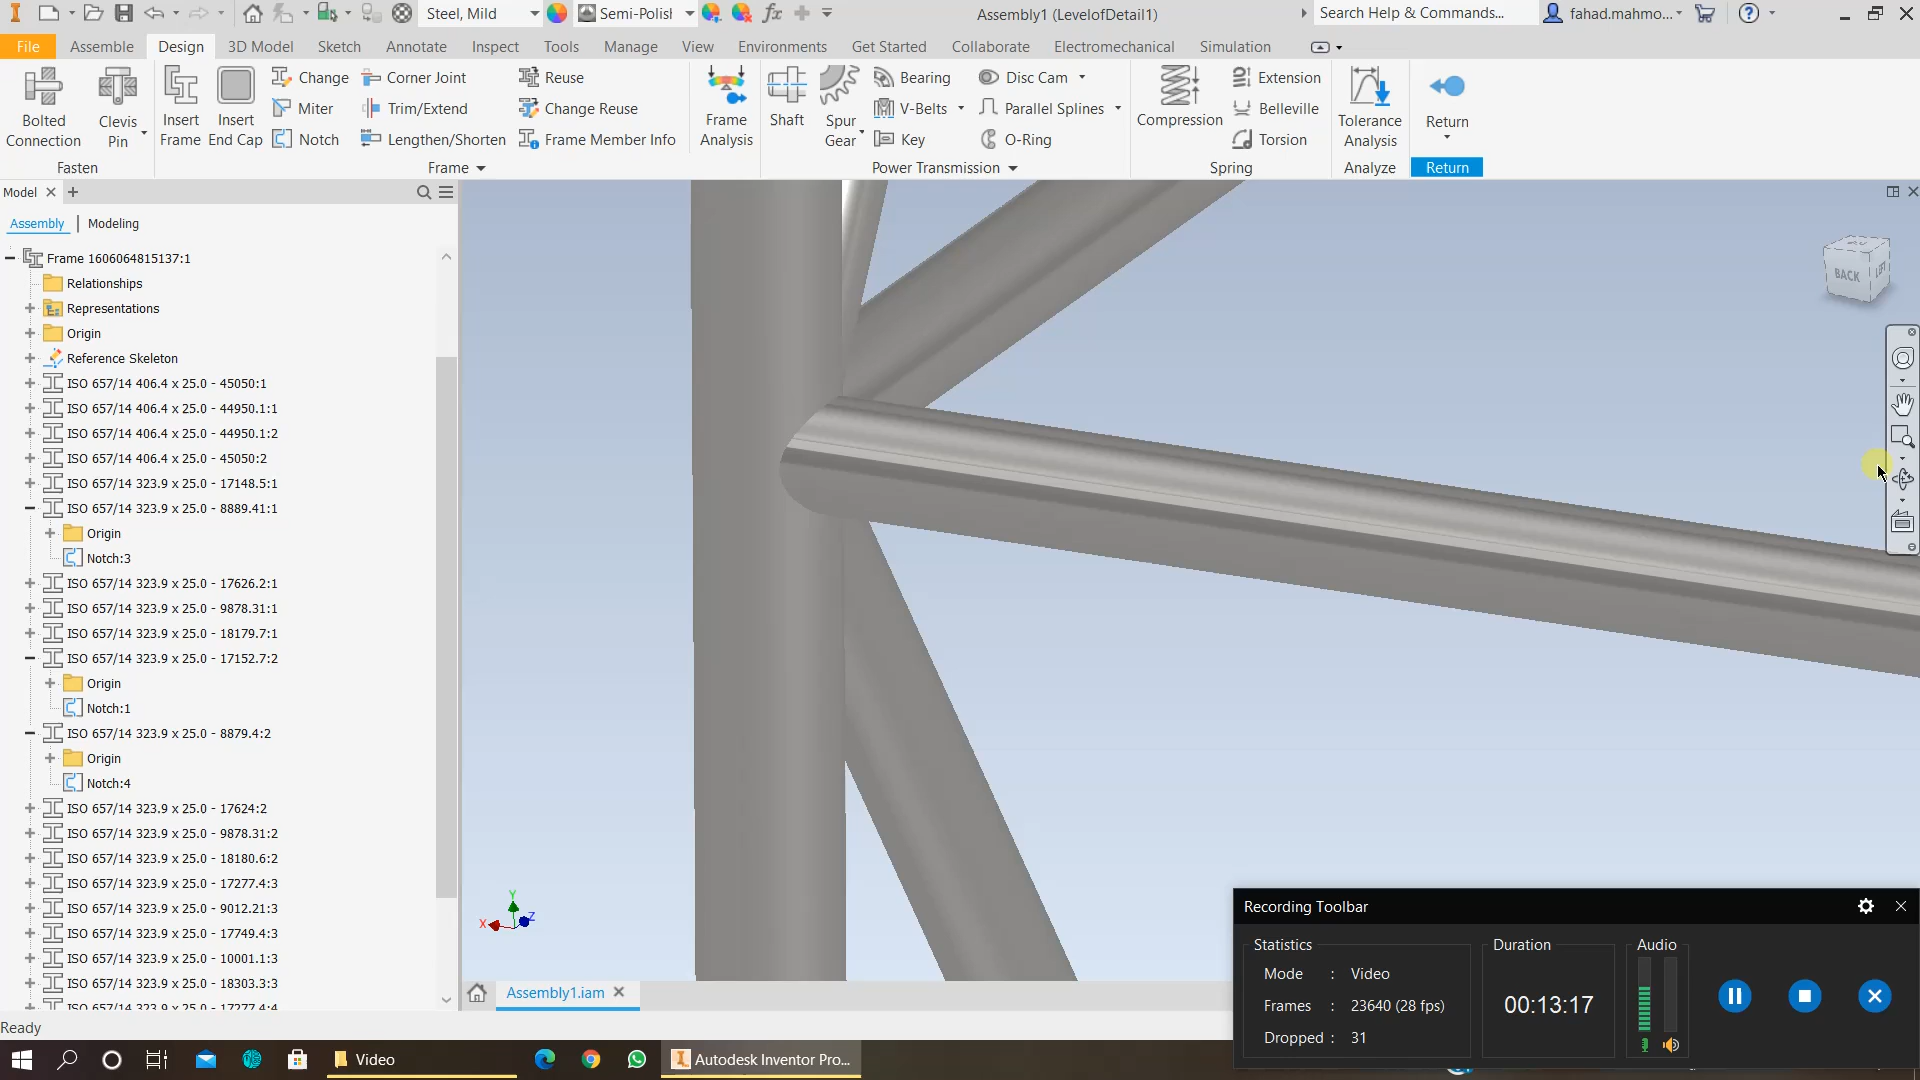 Steel, Mild
Semi-Polisl
Assembly1 (LevelofDetail1)
Search Help & Commands...
fahad.mahmo...
File
Assemble
Design
3D Model
Sketch
Annotate
Inspect
Tools
Manage
View
Environments
Get Started
Collaborate
Electromechanical
Simulation
Bolted Connection
Clevis Pin
Insert Frame
Insert End Cap
Change
Miter
Notch
Corner Joint
Trim/Extend
Lengthen/Shorten
Reuse
Change Reuse
Frame Member Info
Frame Analysis
Shaft
Spur Gear
Bearing
V-Belts
Key
Disc Cam
Parallel Splines
O-Ring
Compression
Extension
Belleville
Torsion
Tolerance Analysis
Return
Fasten
Frame
Power Transmission
Spring
Analyze
Return
Model
Assembly
Modeling
Frame 1606064815137:1
Relationships
Representations
Origin
Reference Skeleton
ISO 657/14 406.4 x 25.0 - 45050:1
ISO 657/14 406.4 x 25.0 - 44950.1:1
ISO 657/14 406.4 x 25.0 - 44950.1:2
ISO 657/14 406.4 x 25.0 - 45050:2
ISO 657/14 323.9 x 25.0 - 17148.5:1
ISO 657/14 323.9 x 25.0 - 8889.41:1
Origin
Notch:3
ISO 657/14 323.9 x 25.0 - 17626.2:1
ISO 657/14 323.9 x 25.0 - 9878.31:1
ISO 657/14 323.9 x 25.0 - 18179.7:1
ISO 657/14 323.9 x 25.0 - 17152.7:2
Origin
Notch:1
ISO 657/14 323.9 x 25.0 - 8879.4:2
Origin
Notch:4
ISO 657/14 323.9 x 25.0 - 17624:2
ISO 657/14 323.9 x 25.0 - 9878.31:2
ISO 657/14 323.9 x 25.0 - 18180.6:2
ISO 657/14 323.9 x 25.0 - 17277.4:3
ISO 657/14 323.9 x 25.0 - 9012.21:3
ISO 657/14 323.9 x 25.0 - 17749.4:3
ISO 657/14 323.9 x 25.0 - 10001.1:3
ISO 657/14 323.9 x 25.0 - 18303.3:3
ISO 657/14 323.9 x 25.0 - 17277.4:4
BACK
LEFT
X
Y
Z
Assembly1.iam
Ready
Recording Toolbar
Statistics
Mode : Video
Frames : 23640 (28 fps)
Dropped : 31
Duration
00:13:17
Audio
Video
Autodesk Inventor Pro...